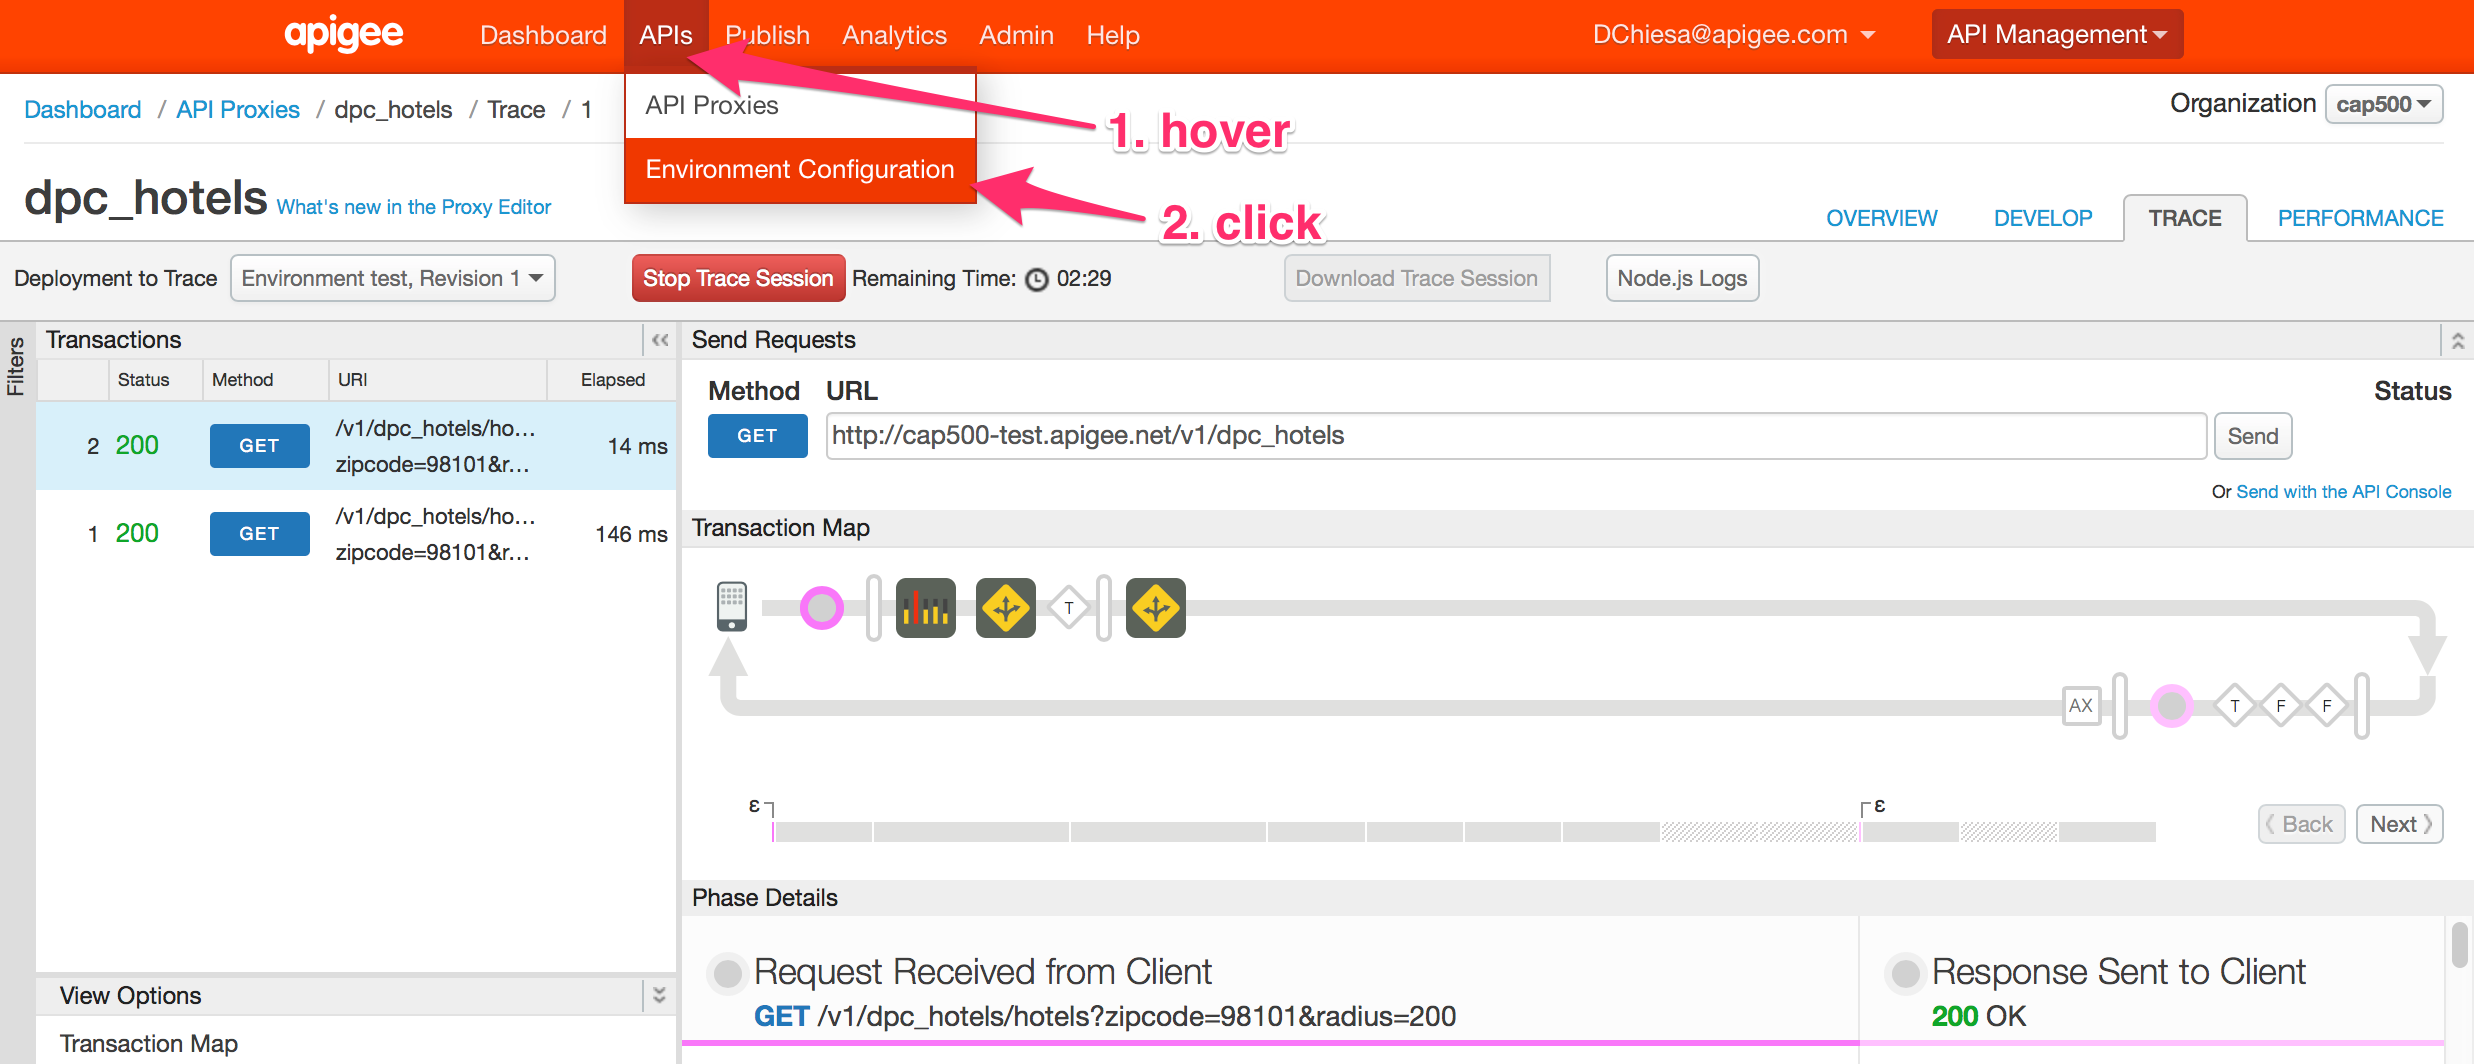 apigee Dashboard APIs Publish Analytics Admin Help DChiesa@apigee.com API Management
Dashboard / API Proxies / dpc_hotels / Trace / 1
API Proxies
1. hover
Organization cap500
Environment Configuration
2. click
dpc_hotels What's new in the Proxy Editor
OVERVIEW DEVELOP TRACE PERFORMANCE
Deployment to Trace Environment test, Revision 1 Stop Trace Session Remaining Time: 02:29 Download Trace Session Node.js Logs
Filters
Transactions
Status Method URI Elapsed
2 200 GET /v1/dpc_hotels/ho... 14 ms
zipcode=98101&r...
1 200 GET /v1/dpc_hotels/ho... 146 ms
zipcode=98101&r...
View Options
Transaction Map
Send Requests
Method URL Status
GET http://cap500-test.apigee.net/v1/dpc_hotels Send
Or Send with the API Console
Transaction Map
T
AX T F F
ε ε
Back Next
Phase Details
Request Received from Client
GET /v1/dpc_hotels/hotels?zipcode=98101&radius=200
Response Sent to Client
200 OK